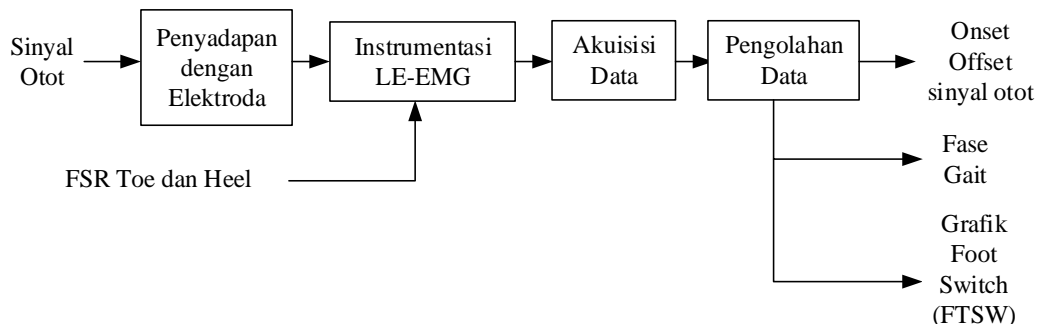 Sinyal
Otot
Penyadapan
dengan
Elektroda
Instrumentasi
LE-EMG
Akuisisi
Data
Pengolahan
Data
Onset
Offset
sinyal otot
FSR Toe dan Heel
Fase
Gait
Grafik
Foot
Switch
(FTSW)